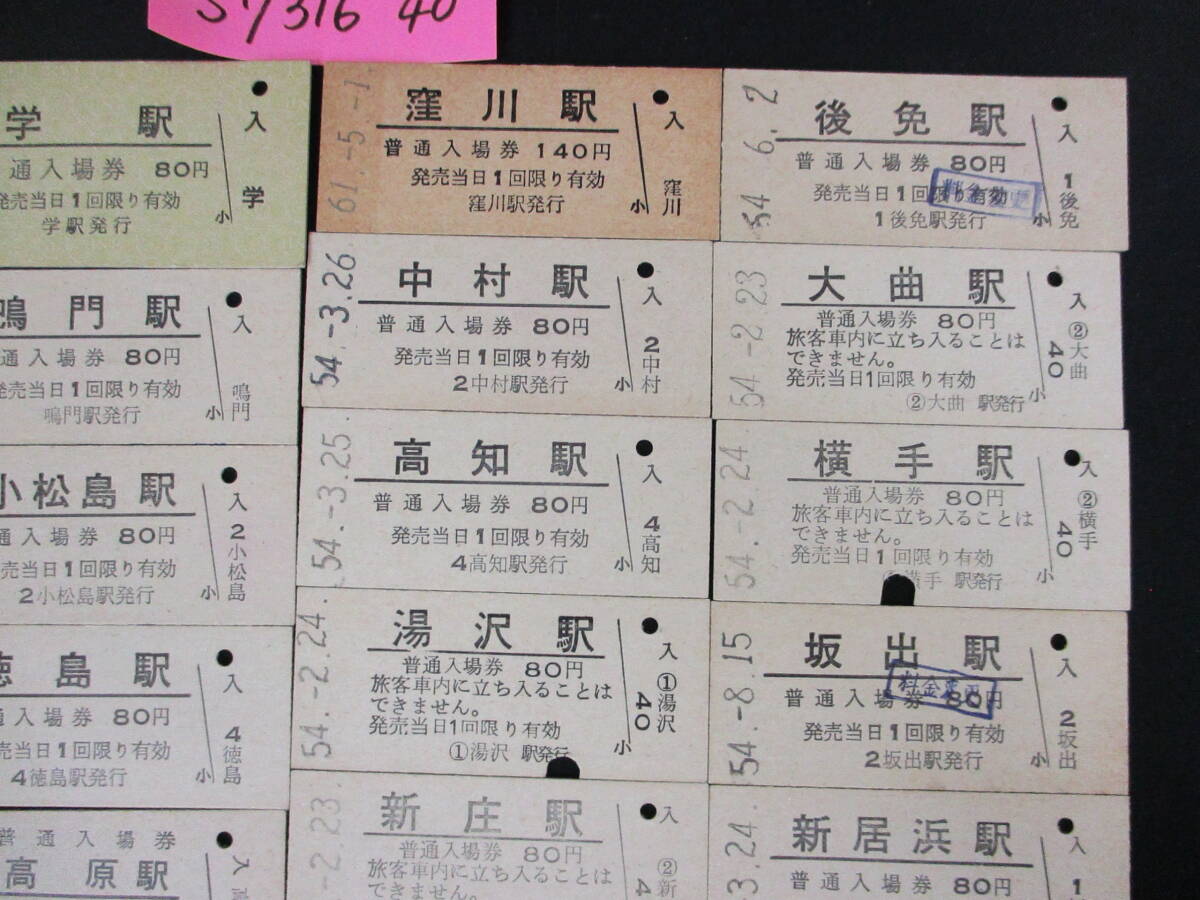 S7316 40
学 駅
通入場券 80円
発売当日1回限り有効
学駅発行
入
学
小
61.-5.-1.
窪川駅
普通入場券 140円
発売当日1回限り有効
窪川駅発行
入
窪川
小
54.6.2
後免駅
普通入場券 80円
発売当日1回限り有効
1後免駅発行
入
1後免
小
鳴門駅
通入場券 80円
発売当日1回限り有効
鳴門駅発行
入
鳴門
小
54.-3.26
中村駅
普通入場券 80円
発売当日1回限り有効
2中村駅発行
入
2中村
小
54-2.23
大曲駅
普通入場券 80円
旅客車内に立ち入ることは
できません。
発売当日1回限り有効
②大曲 駅発行
入
②大曲
40
小
小松島駅
通入場券 80円
売当日1回限り有効
2小松島駅発行
入
2小松島
小
54.-3.25.
高知駅
普通入場券 80円
発売当日1回限り有効
4高知駅発行
入
4高知
小
54.-2.24.
横手駅
普通入場券 80円
旅客車内に立ち入ることは
できません。
発売当日1回限り有効
横手 駅発行
入
②横手
40
小
徳島駅
通入場券 80円
売当日1回限り有効
4徳島駅発行
入
4徳島
小
54.-2.24.
湯沢駅
普通入場券 80円
旅客車内に立ち入ることは
できません。
発売当日1回限り有効
①湯沢 駅発行
入
①湯沢
40
小
54.-8.15
坂出駅
普通入場券 80円
料金変更
発売当日1回限り有効
2坂出駅発行
入
2坂出
小
普通入場券
高原駅
入
-2.23.
新庄駅
普通入場券 80円
旅客車内に立ち入ることは
できません。
入
②新
4
3.24.
新居浜駅
普通入場券 80円
入
1